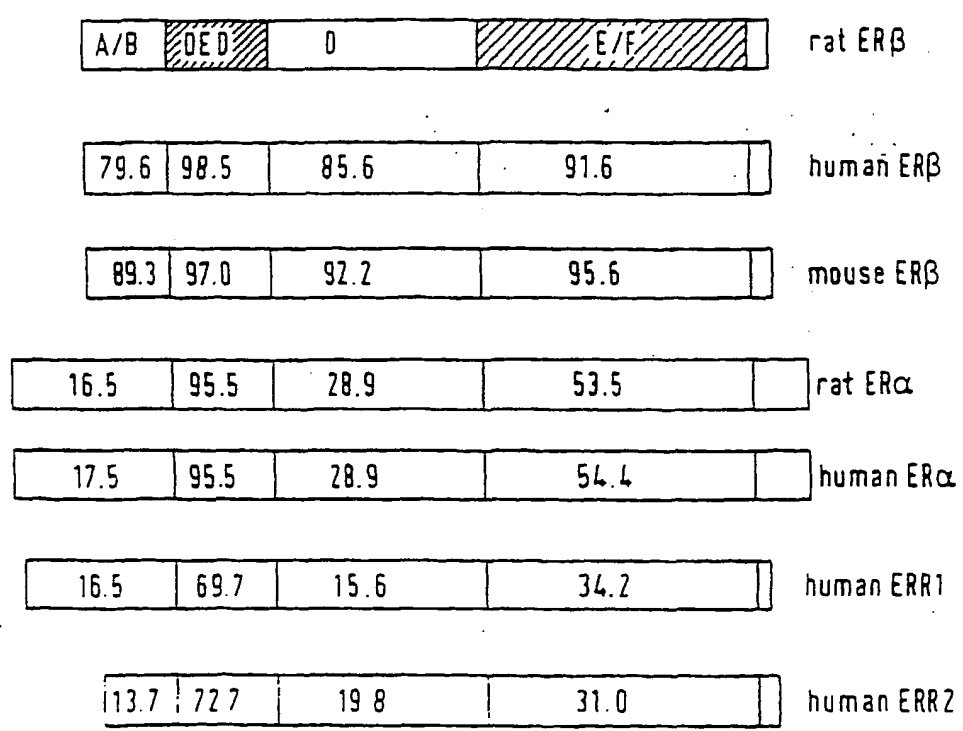 A/B DED D E/F rat ERβ
79.6 98.5 85.6 91.6 human ERβ
89.3 97.0 92.2 95.6 mouse ERβ
16.5 95.5 28.9 53.5 rat ERα
17.5 95.5 28.9 54.4 human ERα
16.5 69.7 15.6 34.2 human ERR1
13.7 72 7 19 8 31.0 human ERR2